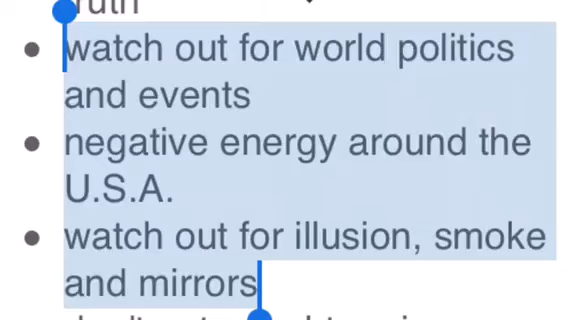 watch out for world politics
and events
negative energy around the
U.S.A.
watch out for illusion, smoke
and mirrors